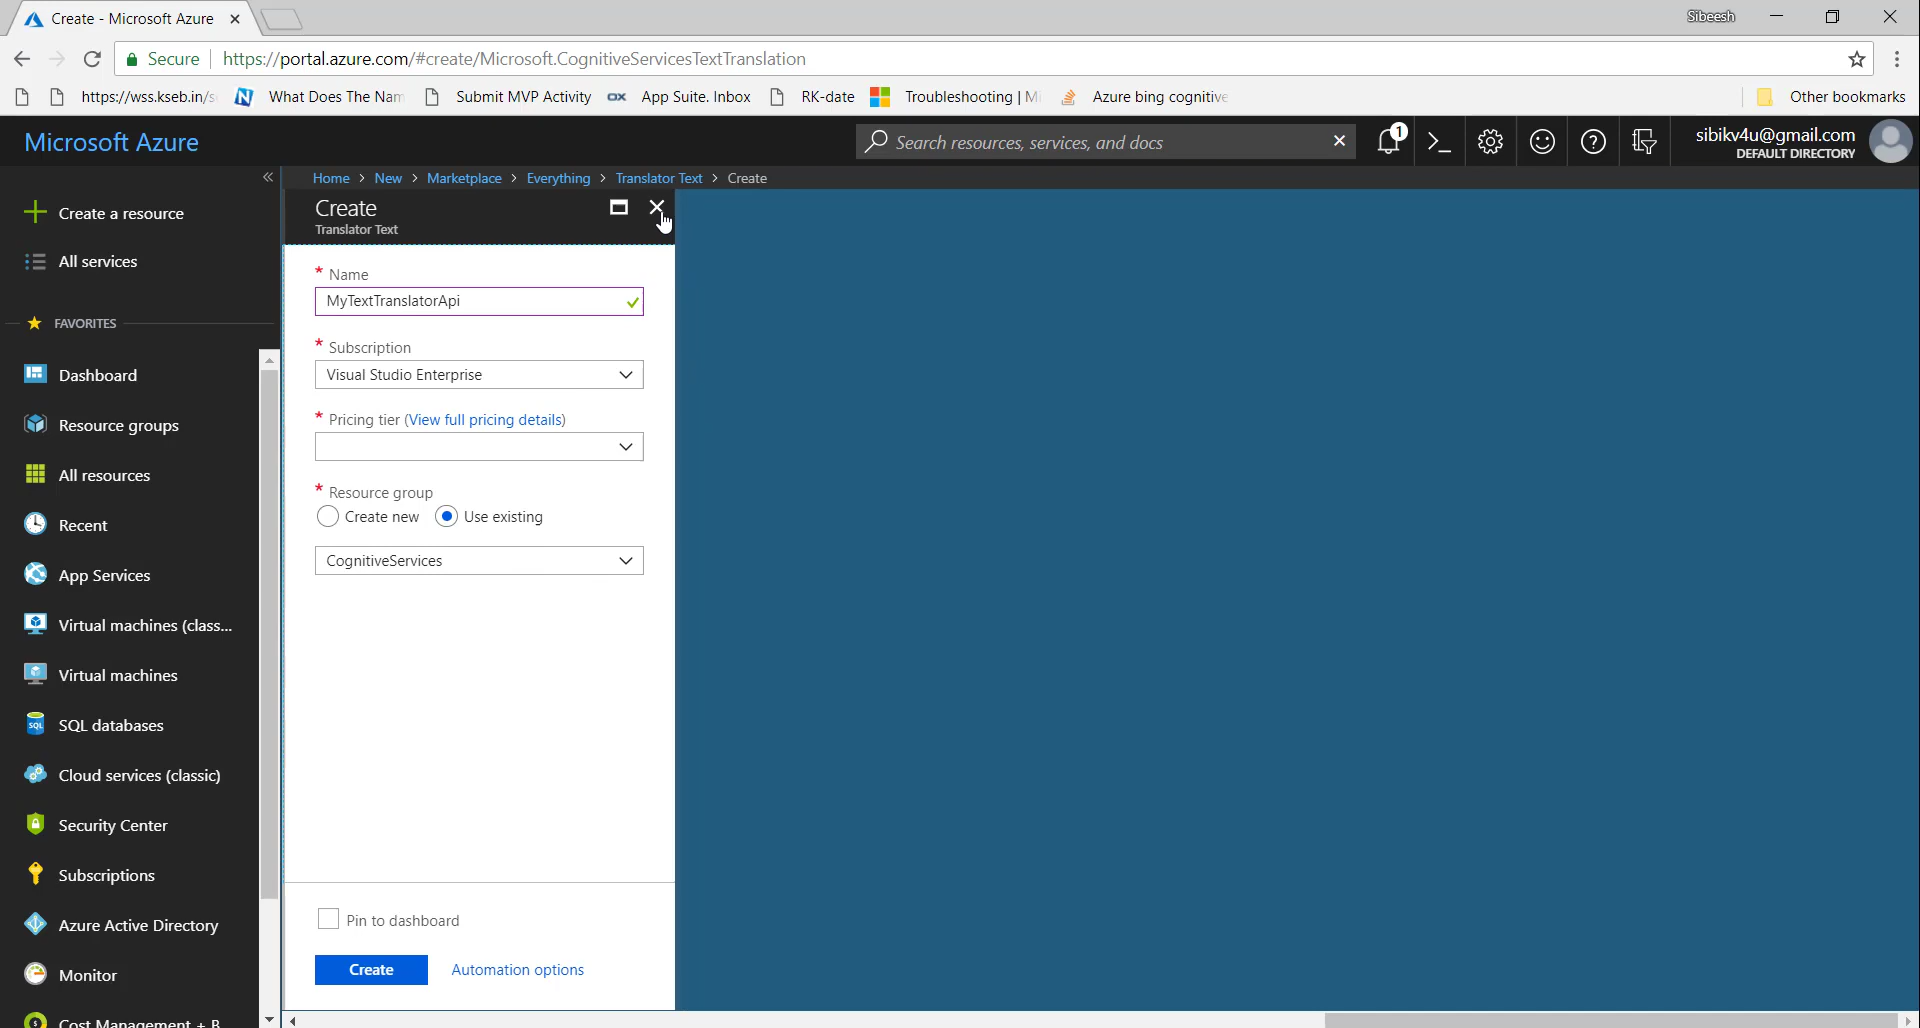 Create - Microsoft Azure
Sibeesh
Secure
https://portal.azure.com/#create/Microsoft.CognitiveServicesTextTranslation
https://wss.kseb.in/s
What Does The Nam
Submit MVP Activity
App Suite. Inbox
RK-date
Troubleshooting | Mi
Azure bing cognitive
Other bookmarks
Microsoft Azure
Search resources, services, and docs
1
sibikv4u@gmail.com
DEFAULT DIRECTORY
Home > New > Marketplace > Everything > Translator Text > Create
Create a resource
All services
FAVORITES
Dashboard
Resource groups
All resources
Recent
App Services
Virtual machines (class...
Virtual machines
SQL databases
Cloud services (classic)
Security Center
Subscriptions
Azure Active Directory
Monitor
Cost Management + B
Create
Translator Text
* Name
MyTextTranslatorApi
* Subscription
Visual Studio Enterprise
* Pricing tier (View full pricing details)
* Resource group
Create new
Use existing
CognitiveServices
Pin to dashboard
Create
Automation options